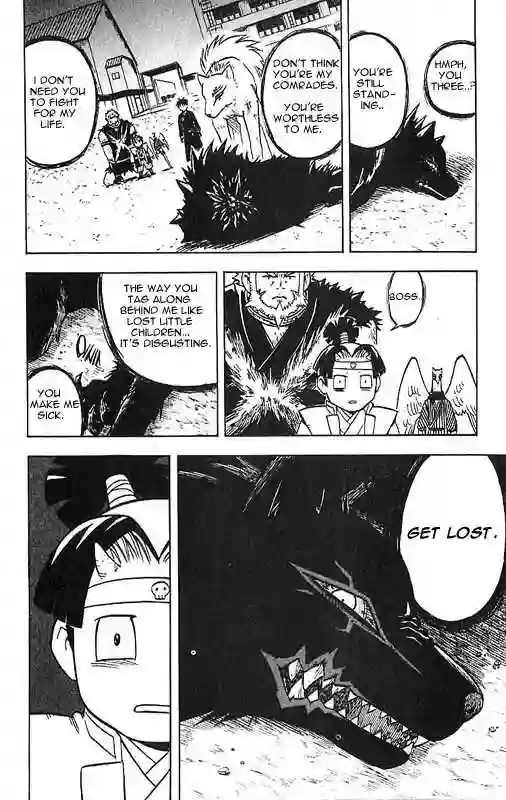 HMPH,
YOU
THREE..?
YOU'RE
STILL
STAND-
ING..
DON'T THINK
YOU'RE MY
COMRADES.
YOU'RE
WORTHLESS
TO ME.
I DON'T
NEED YOU
TO FIGHT
FOR MY
LIFE.
BOSS.
THE WAY
YOU
TAG ALONG
BEHIND ME LIKE
LOST LITTLE
CHILDREN...
IT'S DISGUSTING.
YOU
MAKE ME
SICK.
GET LOST.